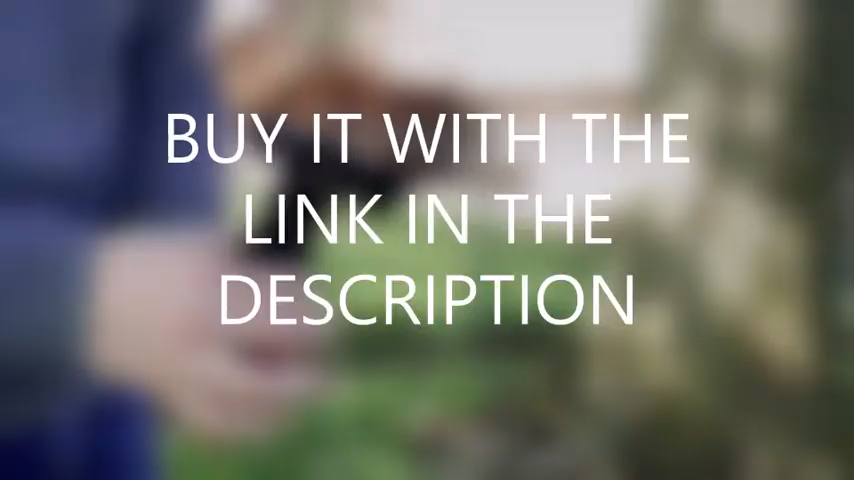 BUY IT WITH THE
LINK IN THE
DESCRIPTION